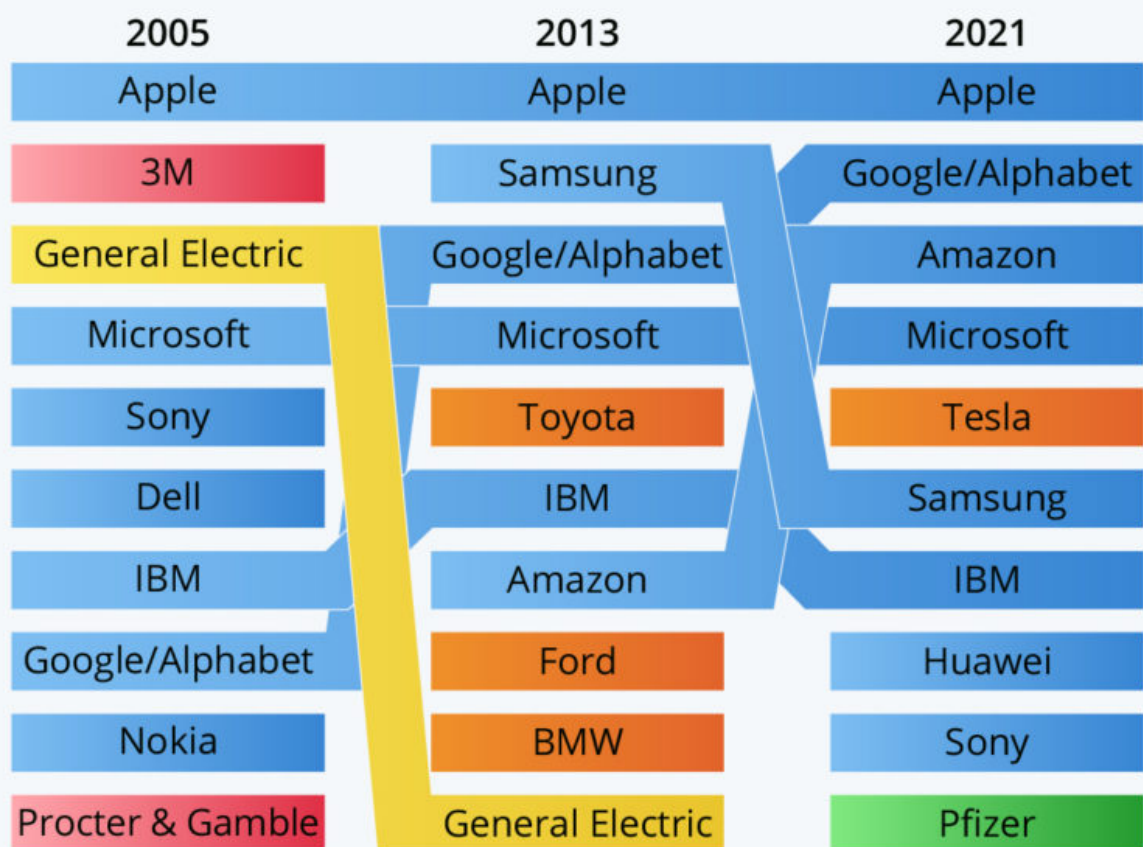 2005 2013 2021
Apple Apple Apple
3M Samsung Google/Alphabet
General Electric Google/Alphabet Amazon
Microsoft Microsoft Microsoft
Sony Toyota Tesla
Dell IBM Samsung
IBM Amazon IBM
Google/Alphabet Ford Huawei
Nokia BMW Sony
Procter & Gamble General Electric Pfizer